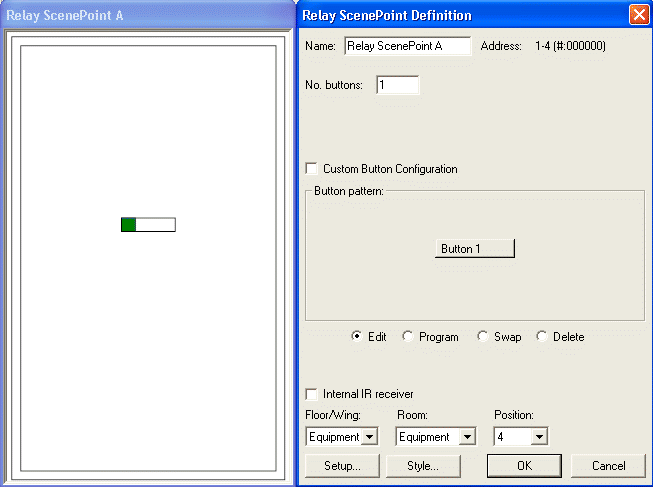 Relay ScenePoint A
Relay ScenePoint Definition
Name: Relay ScenePoint A Address: 1-4 (#:000000)
No. buttons: 1
Custom Button Configuration
Button pattern:
Button 1
Edit Program Swap Delete
Internal IR receiver
Floor/Wing: Room: Position:
Equipment Equipment 4
Setup... Style... OK Cancel